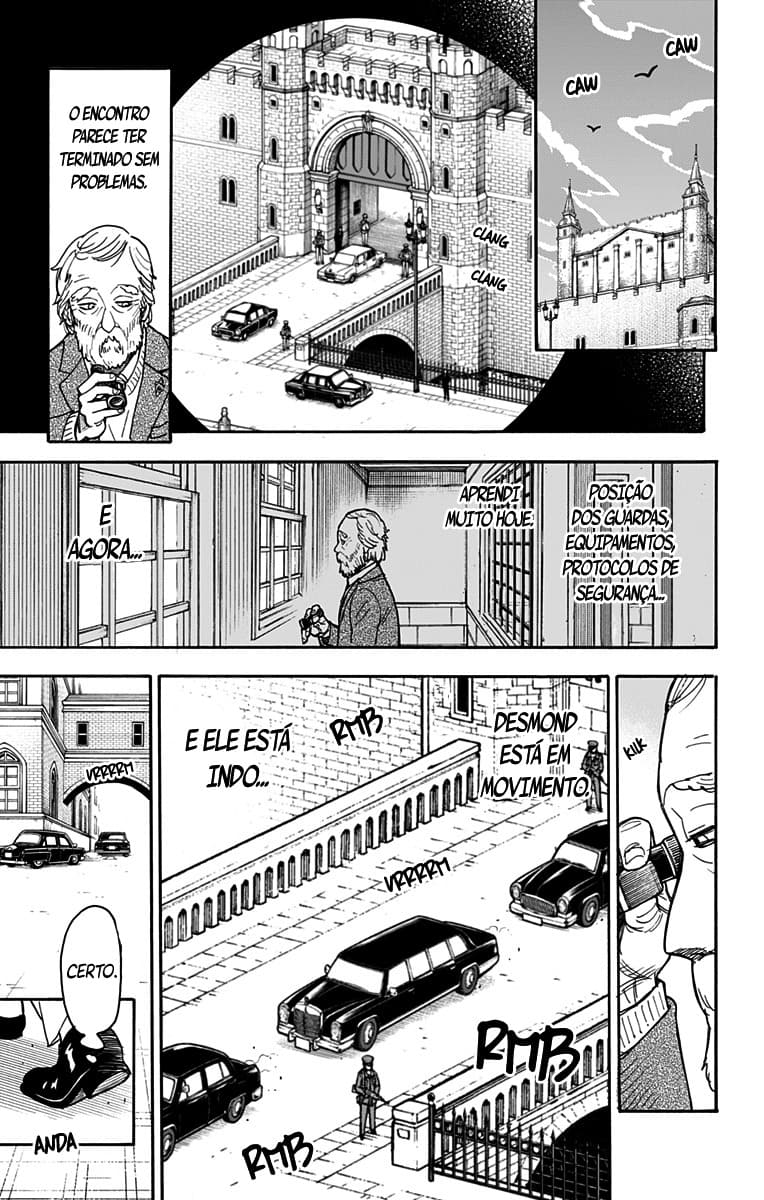 CAW
CAW
CLANG
CLANG
O ENCONTRO
PARECE TER
TERMINADO SEM
PROBLEMAS.
POSIÇÃO
DOS GUARDAS,
EQUIPAMENTOS,
PROTOCOLOS DE
SEGURANÇA...
APRENDI
MUITO HOJE.
E
AGORA...
KLIK
DESMOND
ESTÁ EM
MOVIMENTO.
RMB
E ELE ESTÁ
INDO...
VRRRRM
RMB
RMB
VRRRRM
CERTO.
ANDA